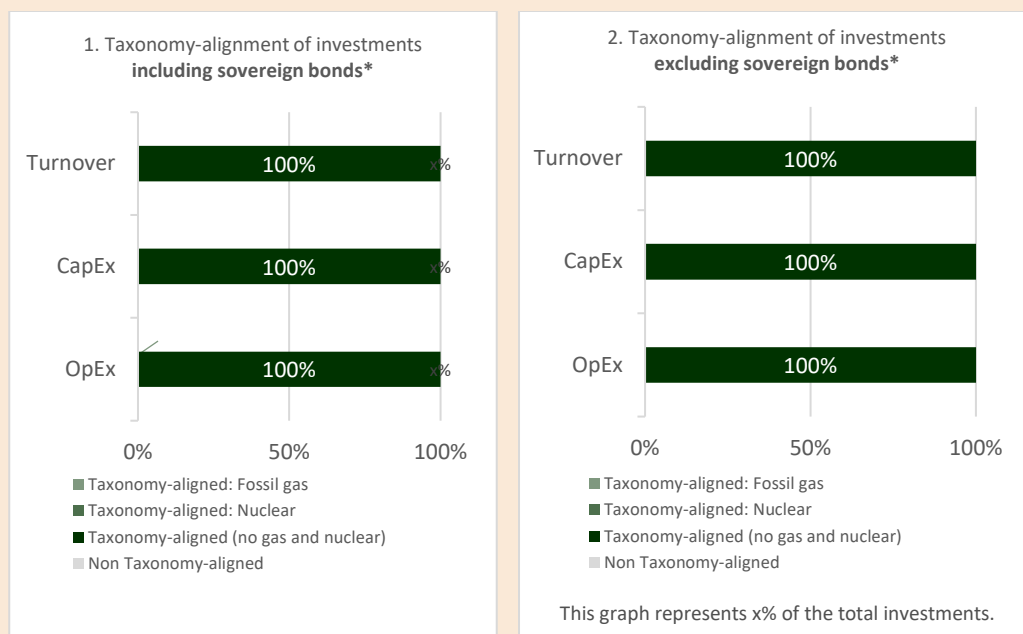 1. Taxonomy-alignment of investments
including sovereign bonds*
Turnover
100%
x%
CapEx
100%
x%
OpEx
100%
x%
0%
50%
100%
Taxonomy-aligned: Fossil gas
Taxonomy-aligned: Nuclear
Taxonomy-aligned (no gas and nuclear)
Non Taxonomy-aligned
2. Taxonomy-alignment of investments
excluding sovereign bonds*
Turnover
100%
CapEx
100%
OpEx
100%
0%
50%
100%
Taxonomy-aligned: Fossil gas
Taxonomy-aligned: Nuclear
Taxonomy-aligned (no gas and nuclear)
Non Taxonomy-aligned
This graph represents x% of the total investments.